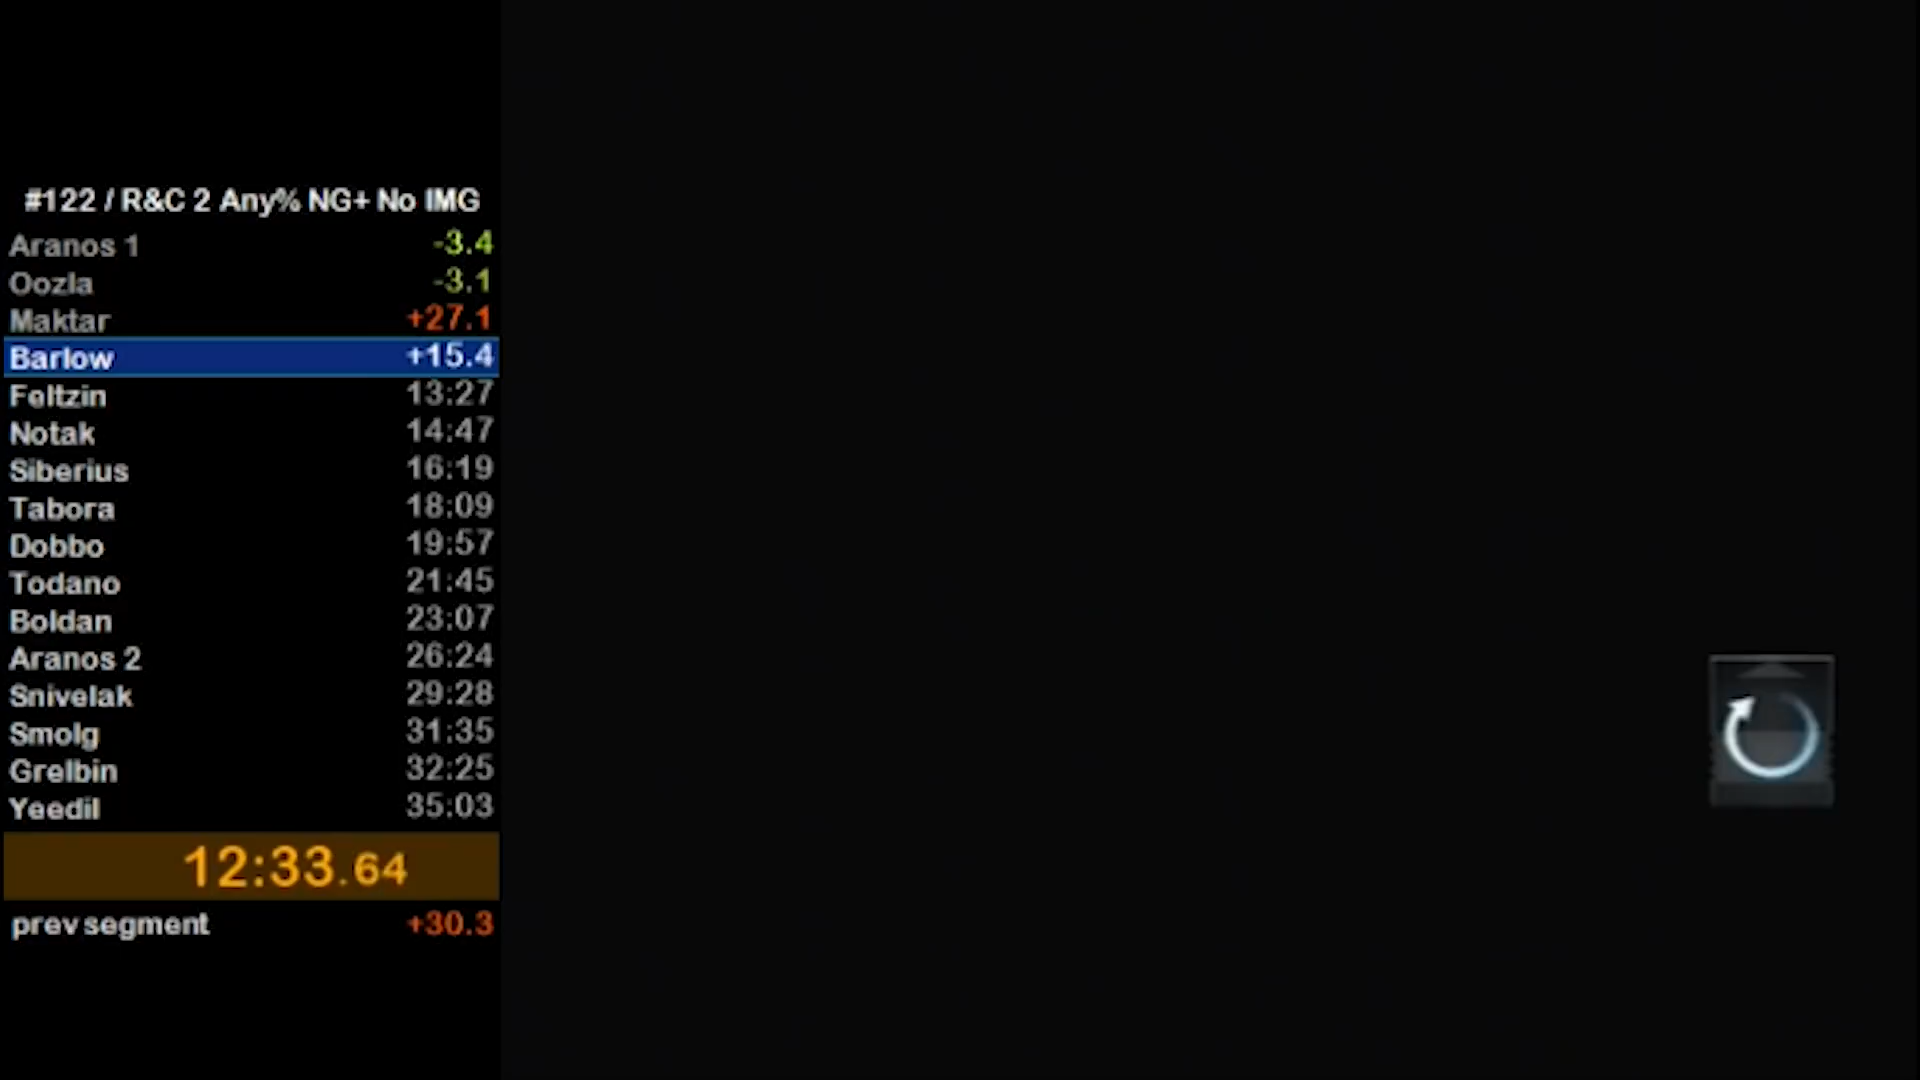 #122 / R&C 2 Any% NG+ No IMG
Aranos 1 -3.4
Oozla -3.1
Maktar +27.1
Barlow +15.4
Feltzin 13:27
Notak 14:47
Siberius 16:19
Tabora 18:09
Dobbo 19:57
Todano 21:45
Boldan 23:07
Aranos 2 26:24
Snivelak 29:28
Smolg 31:35
Grelbin 32:25
Yeedil 35:03
12:33.64
prev segment +30.3